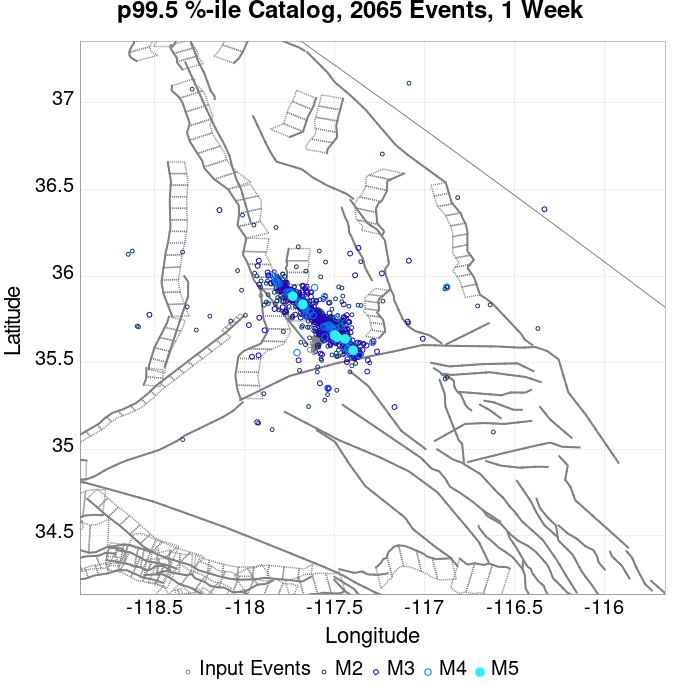 p99.5 %-ile Catalog, 2065 Events, 1 Week
37
36.5
36
35.5
35
34.5
Latitude
-118.5 -118 -117.5 -117 -116.5 -116
Longitude
Input Events M2 M3 M4 M5